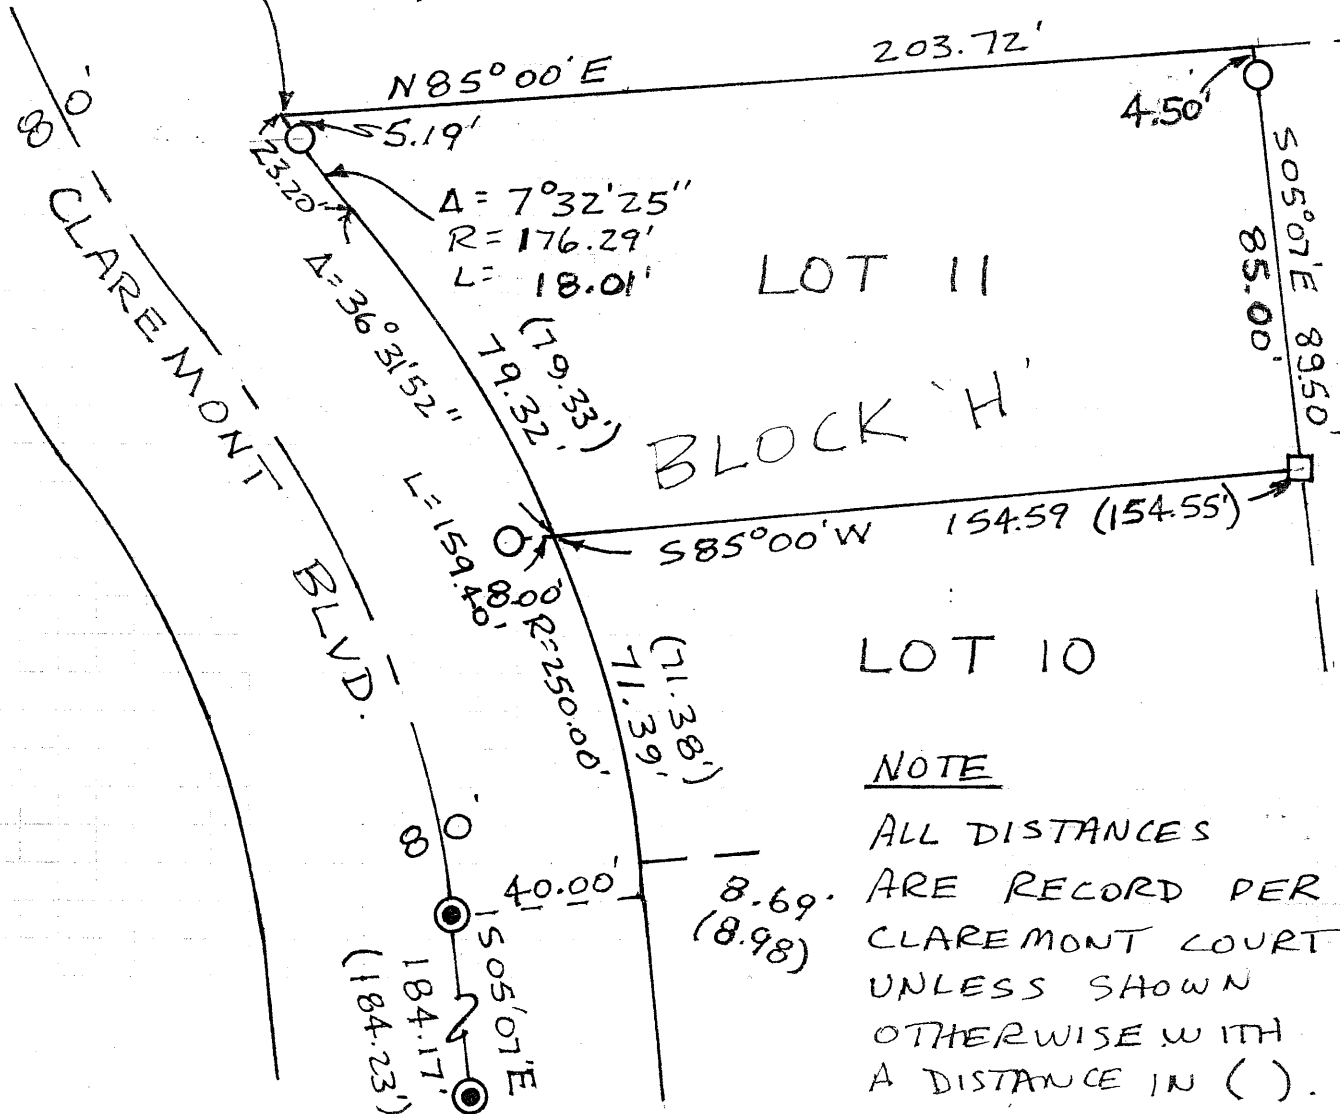 N85°00'E
203.72'
80'
5.19'
4.50'
23.20'
Δ= 7°32'25"
R= 176.29'
L= 18.01'
S05°07'E 89.50'
85.00'
CLAREMONT BLVD.
LOT 11
Δ=36°31'52"
(79.33')
79.32'
BLOCK 'H'
L=159.40'
R=250.00'
8.00'
S85°00'W 154.59 (154.55')
LOT 10
(71.38')
71.39'
80'
40.00'
8.69'
(8.98)
S05°07'E
184.17'
(184.23')
NOTE
ALL DISTANCES
ARE RECORD PER
CLAREMONT COURT
UNLESS SHOWN
OTHERWISE WITH
A DISTANCE IN ( ).